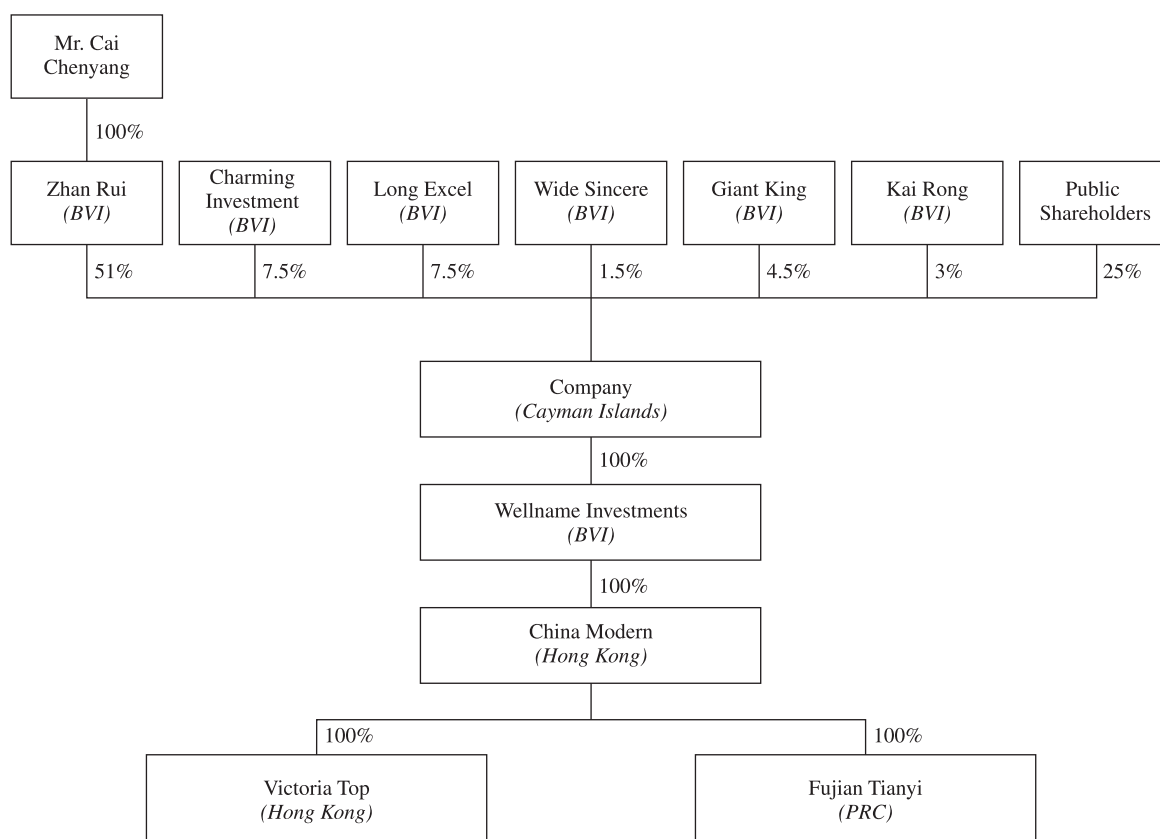 Mr. Cai
Chenyang
100%
Zhan Rui
(BVI)
Charming
Investment
(BVI)
Long Excel
(BVI)
Wide Sincere
(BVI)
Giant King
(BVI)
Kai Rong
(BVI)
Public
Shareholders
51%
7.5%
7.5%
1.5%
4.5%
3%
25%
Company
(Cayman Islands)
100%
Wellname Investments
(BVI)
100%
China Modern
(Hong Kong)
100%
100%
Victoria Top
(Hong Kong)
Fujian Tianyi
(PRC)